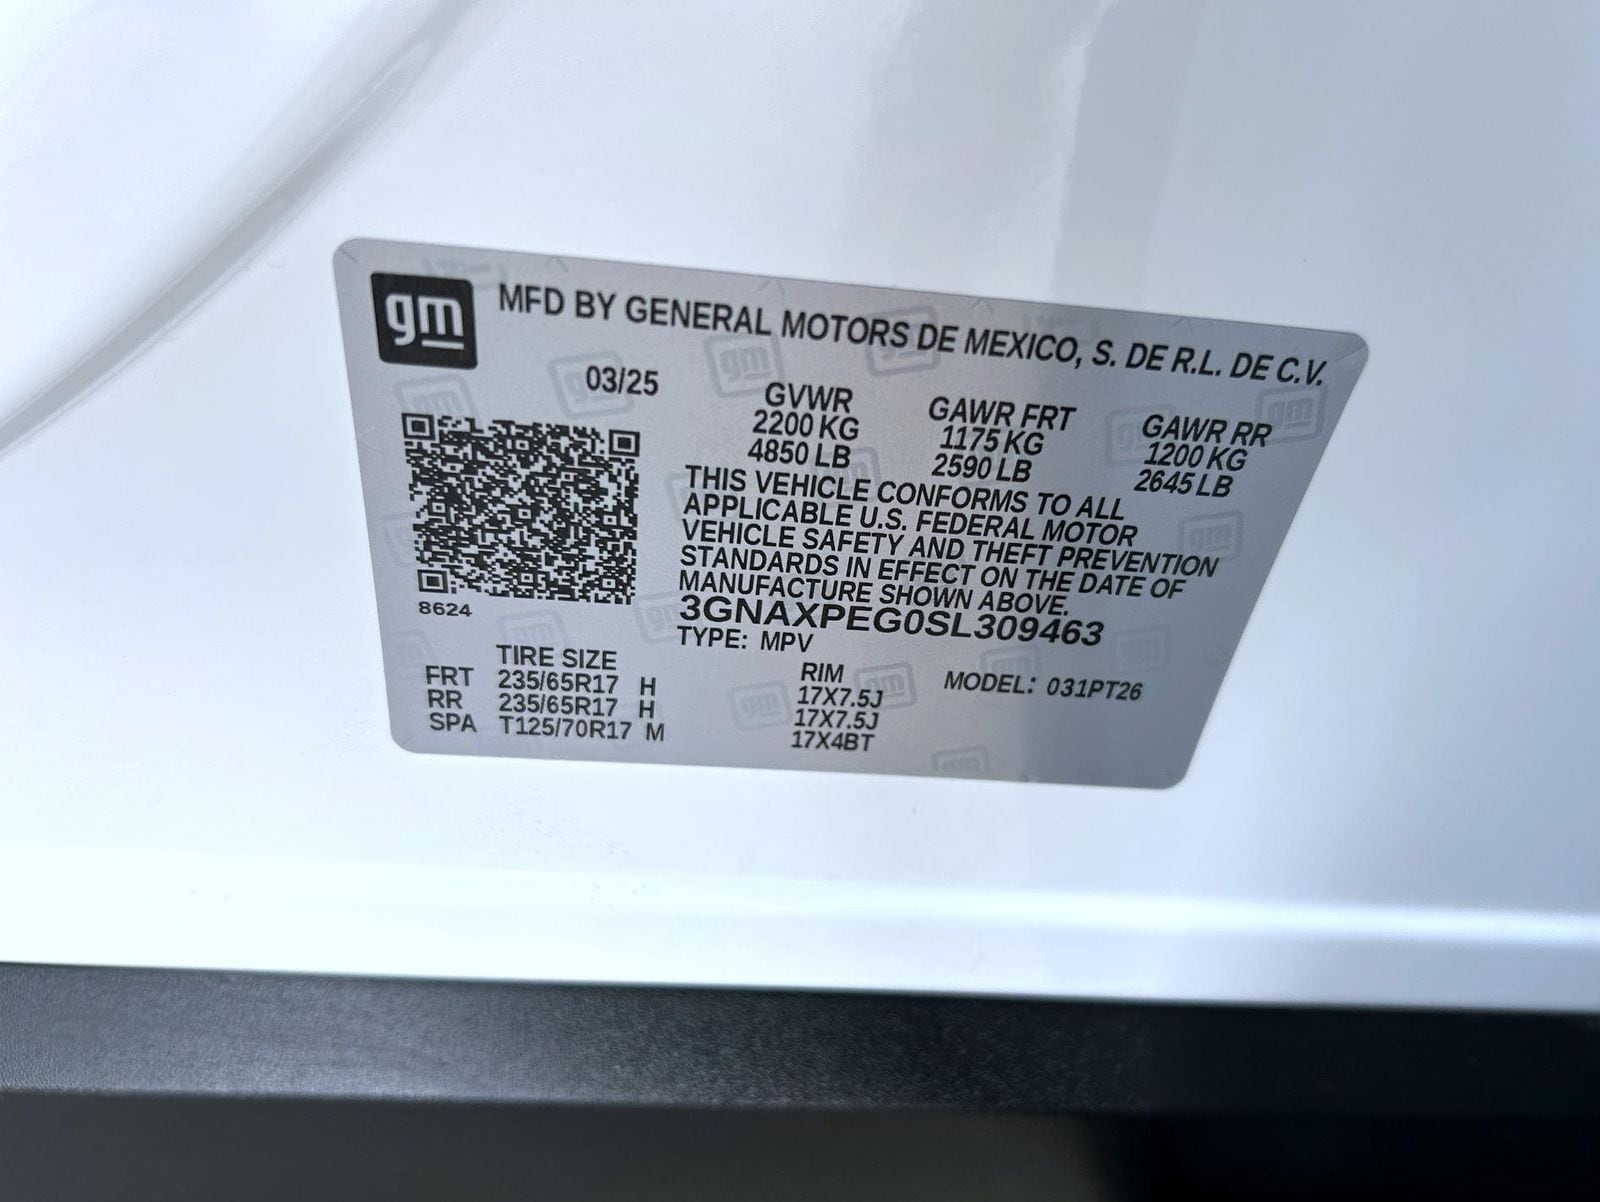 gm MFD BY GENERAL MOTORS DE MEXICO, S. DE R.L. DE C.V.
03/25
GVWR GAWR FRT GAWR RR
2200 KG 1175 KG 1200 KG
4850 LB 2590 LB 2645 LB
THIS VEHICLE CONFORMS TO ALL
APPLICABLE U.S. FEDERAL MOTOR
VEHICLE SAFETY AND THEFT PREVENTION
STANDARDS IN EFFECT ON THE DATE OF
MANUFACTURE SHOWN ABOVE.
8624
3GNAXPEG0SL309463
TYPE: MPV
TIRE SIZE RIM MODEL: 031PT26
FRT 235/65R17 H 17X7.5J
RR 235/65R17 H 17X7.5J
SPA T125/70R17 M 17X4BT